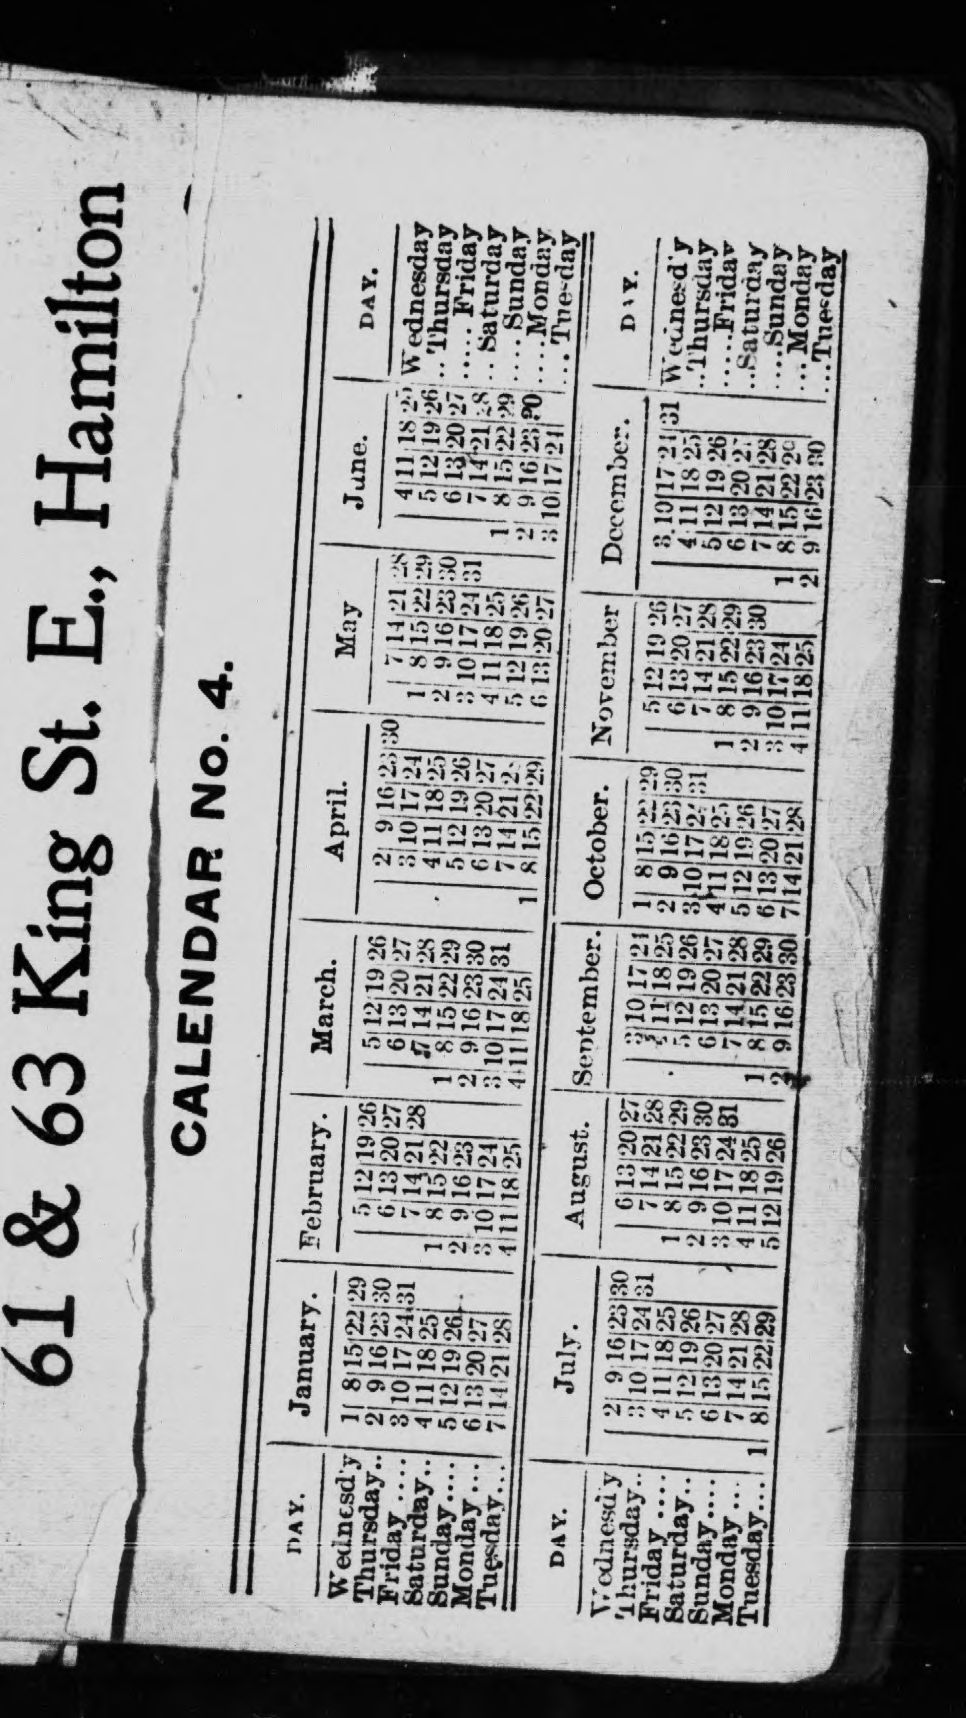 61 & 63 King St. E., Hamilton
CALENDAR No. 4.
DAY. January. February. March. April. May June. DAY.
Wednesd'y 1 8 15 22 29 5 12 19 26 5 12 19 26 2 9 16 23 30 7 14 21 28 4 11 18 25 Wednesday
Thursday.. 2 9 16 23 30 6 13 20 27 6 13 20 27 3 10 17 24 1 8 15 22 29 5 12 19 26 ..Thursday
Friday .... 3 10 17 24 31 7 14 21 28 7 14 21 28 4 11 18 25 2 9 16 23 30 6 13 20 27 ..... Friday
Saturday.. 4 11 18 25 1 8 15 22 1 8 15 22 29 5 12 19 26 3 10 17 24 31 7 14 21 28 ... Saturday
Sunday.... 5 12 19 26 2 9 16 23 2 9 16 23 30 6 13 20 27 4 11 18 25 1 8 15 22 29 .... Sunday
Monday ... 6 13 20 27 3 10 17 24 3 10 17 24 31 7 14 21 28 5 12 19 26 2 9 16 23 30 ....Monday
Tuesday... 7 14 21 28 4 11 18 25 4 11 18 25 1 8 15 22 29 6 13 20 27 3 10 17 24 ... Tuesday
DAY. July. August. September. October. November December. DAY.
Wednesd'y 2 9 16 23 30 6 13 20 27 3 10 17 24 1 8 15 22 29 5 12 19 26 3 10 17 24 31 Wednesd'y
Thursday.. 3 10 17 24 31 7 14 21 28 4 11 18 25 2 9 16 23 30 6 13 20 27 4 11 18 25 ...Thursday
Friday .... 4 11 18 25 1 8 15 22 29 5 12 19 26 3 10 17 24 31 7 14 21 28 5 12 19 26 .....Friday
Saturday.. 5 12 19 26 2 9 16 23 30 6 13 20 27 4 11 18 25 1 8 15 22 29 6 13 20 27 ...Saturday
Sunday.... 6 13 20 27 3 10 17 24 31 7 14 21 28 5 12 19 26 2 9 16 23 30 7 14 21 28 ....Sunday
Monday ... 7 14 21 28 4 11 18 25 1 8 15 22 29 6 13 20 27 3 10 17 24 1 8 15 22 29 ... Monday
Tuesday.... 1 8 15 22 29 5 12 19 26 2 9 16 23 30 7 14 21 28 4 11 18 25 2 9 16 23 30 ...Tuesday